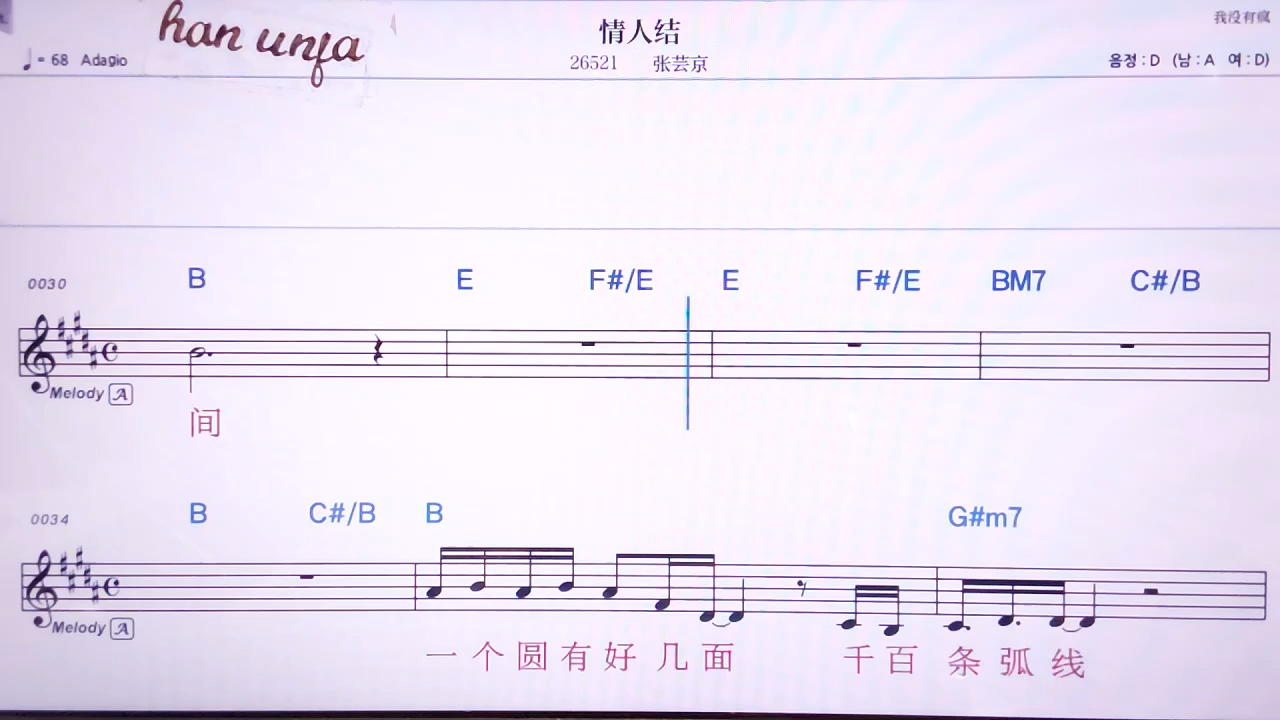 han unfa
情人结
我没有疯
= 68 Adagio
26521 张芸京
음정 : D (남 : A 여 : D)
0030 B E F#/E E F#/E BM7 C#/B
Melody A
间
0034 B C#/B B G#m7
Melody A
一个圆有好几面 千百条弧线